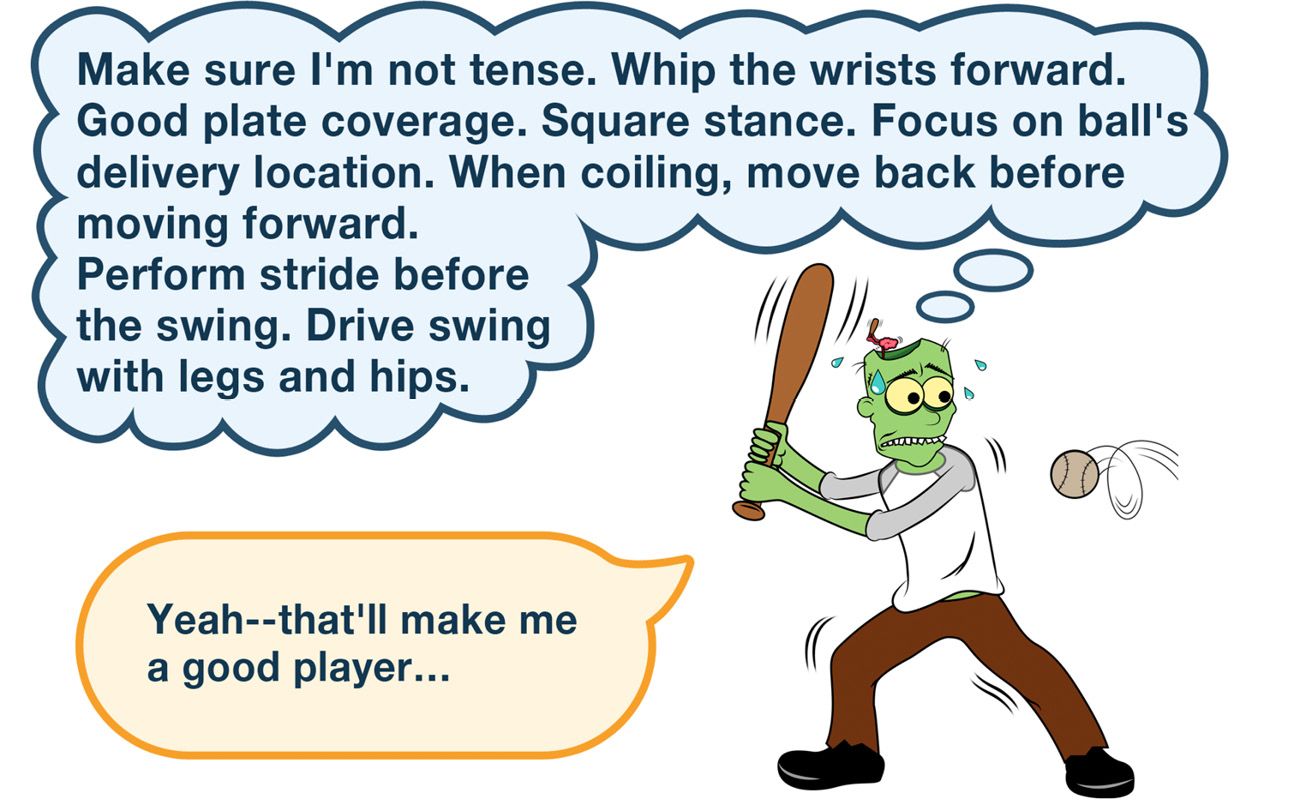 Make sure I'm not tense. Whip the wrists forward.
Good plate coverage. Square stance. Focus on ball's
delivery location. When coiling, move back before
moving forward.
Perform stride before
the swing. Drive swing
with legs and hips.
Yeah--that'll make me
a good player...